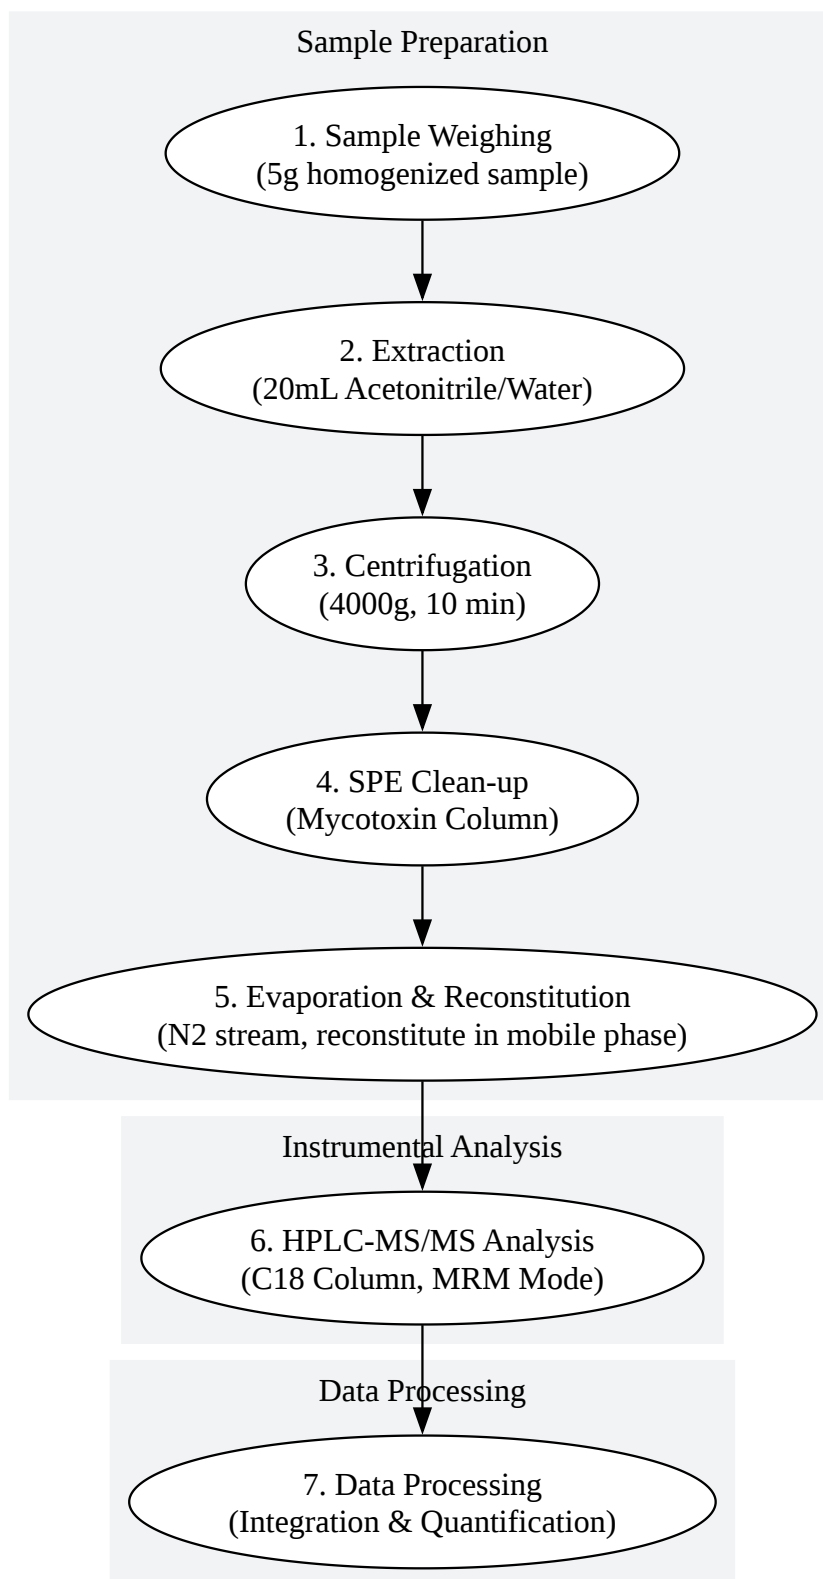 Sample Preparation
1. Sample Weighing
(5g homogenized sample)
2. Extraction
(20mL Acetonitrile/Water)
3. Centrifugation
(4000g, 10 min)
4. SPE Clean-up
(Mycotoxin Column)
5. Evaporation & Reconstitution
(N2 stream, reconstitute in mobile phase)
Instrumental Analysis
6. HPLC-MS/MS Analysis
(C18 Column, MRM Mode)
Data Processing
7. Data Processing
(Integration & Quantification)